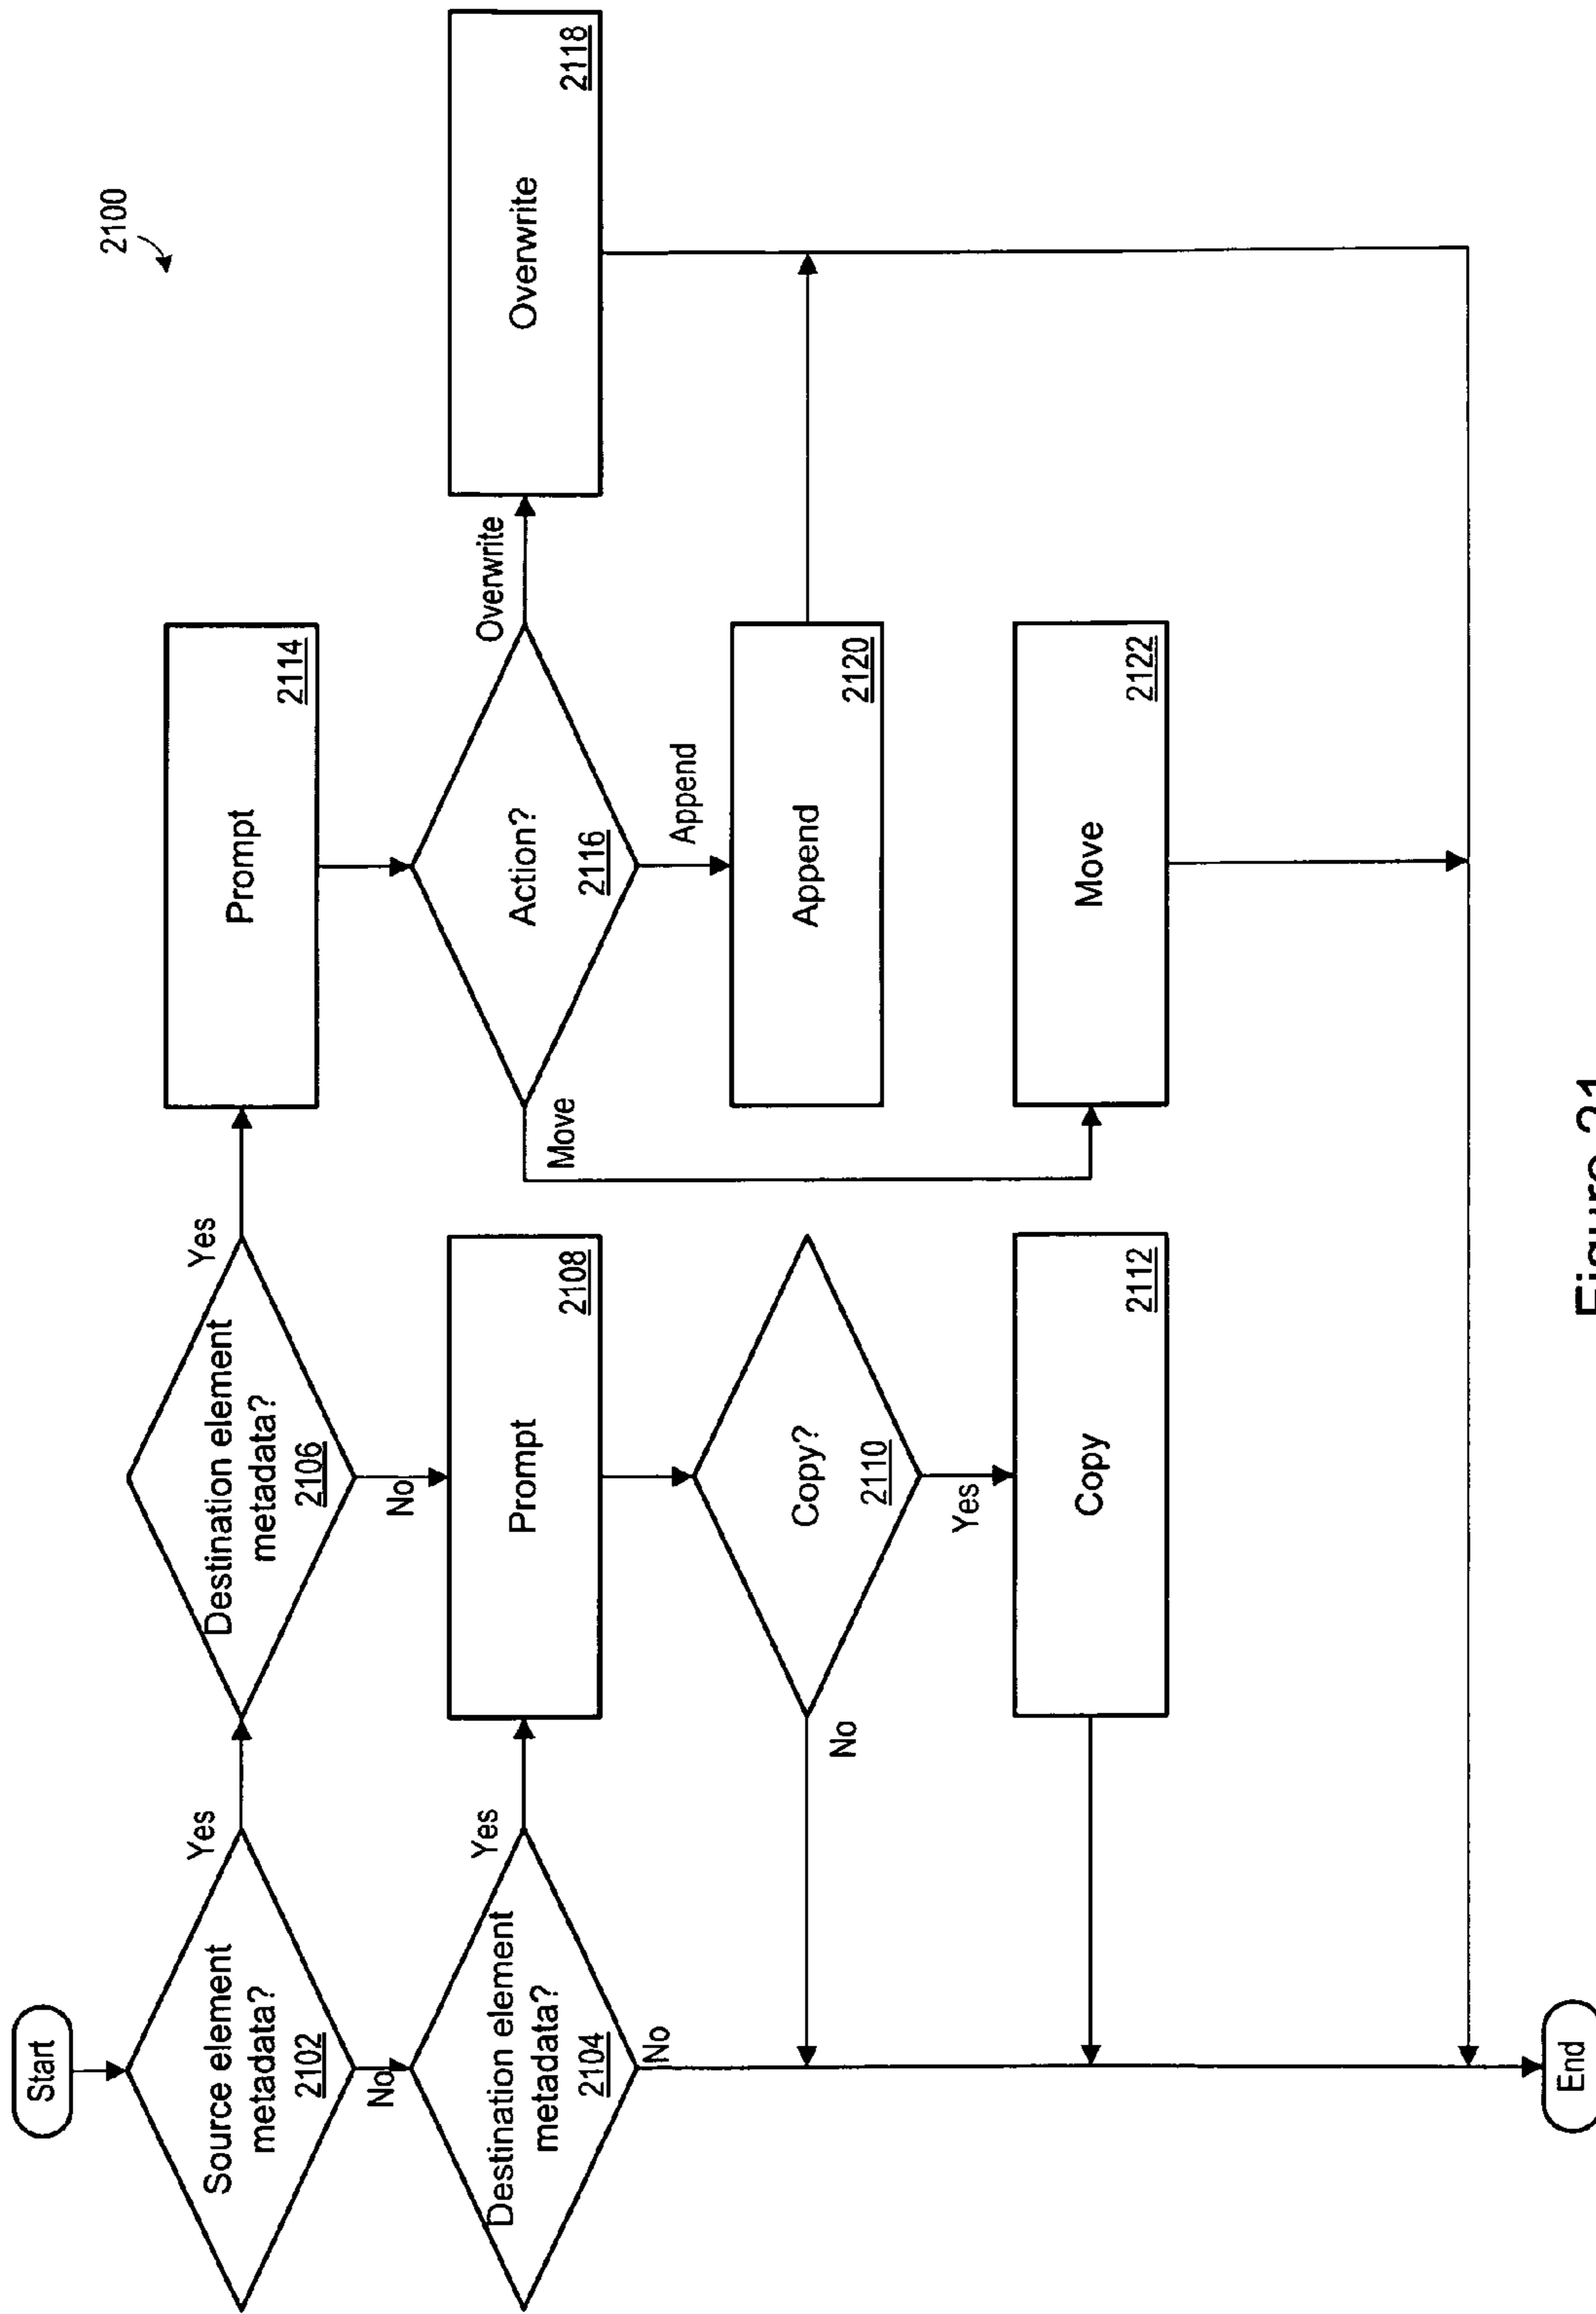 2100
Start
Source element
metadata?
2102
Yes
No
Destination element
metadata?
2106
Yes
No
Prompt
2114
Destination element
metadata?
2104
Yes
No
Prompt
2108
Action?
2116
Overwrite
Append
Move
Overwrite
2118
Copy?
2110
No
Yes
Append
2120
Copy
2112
Move
2122
End
Figure 21